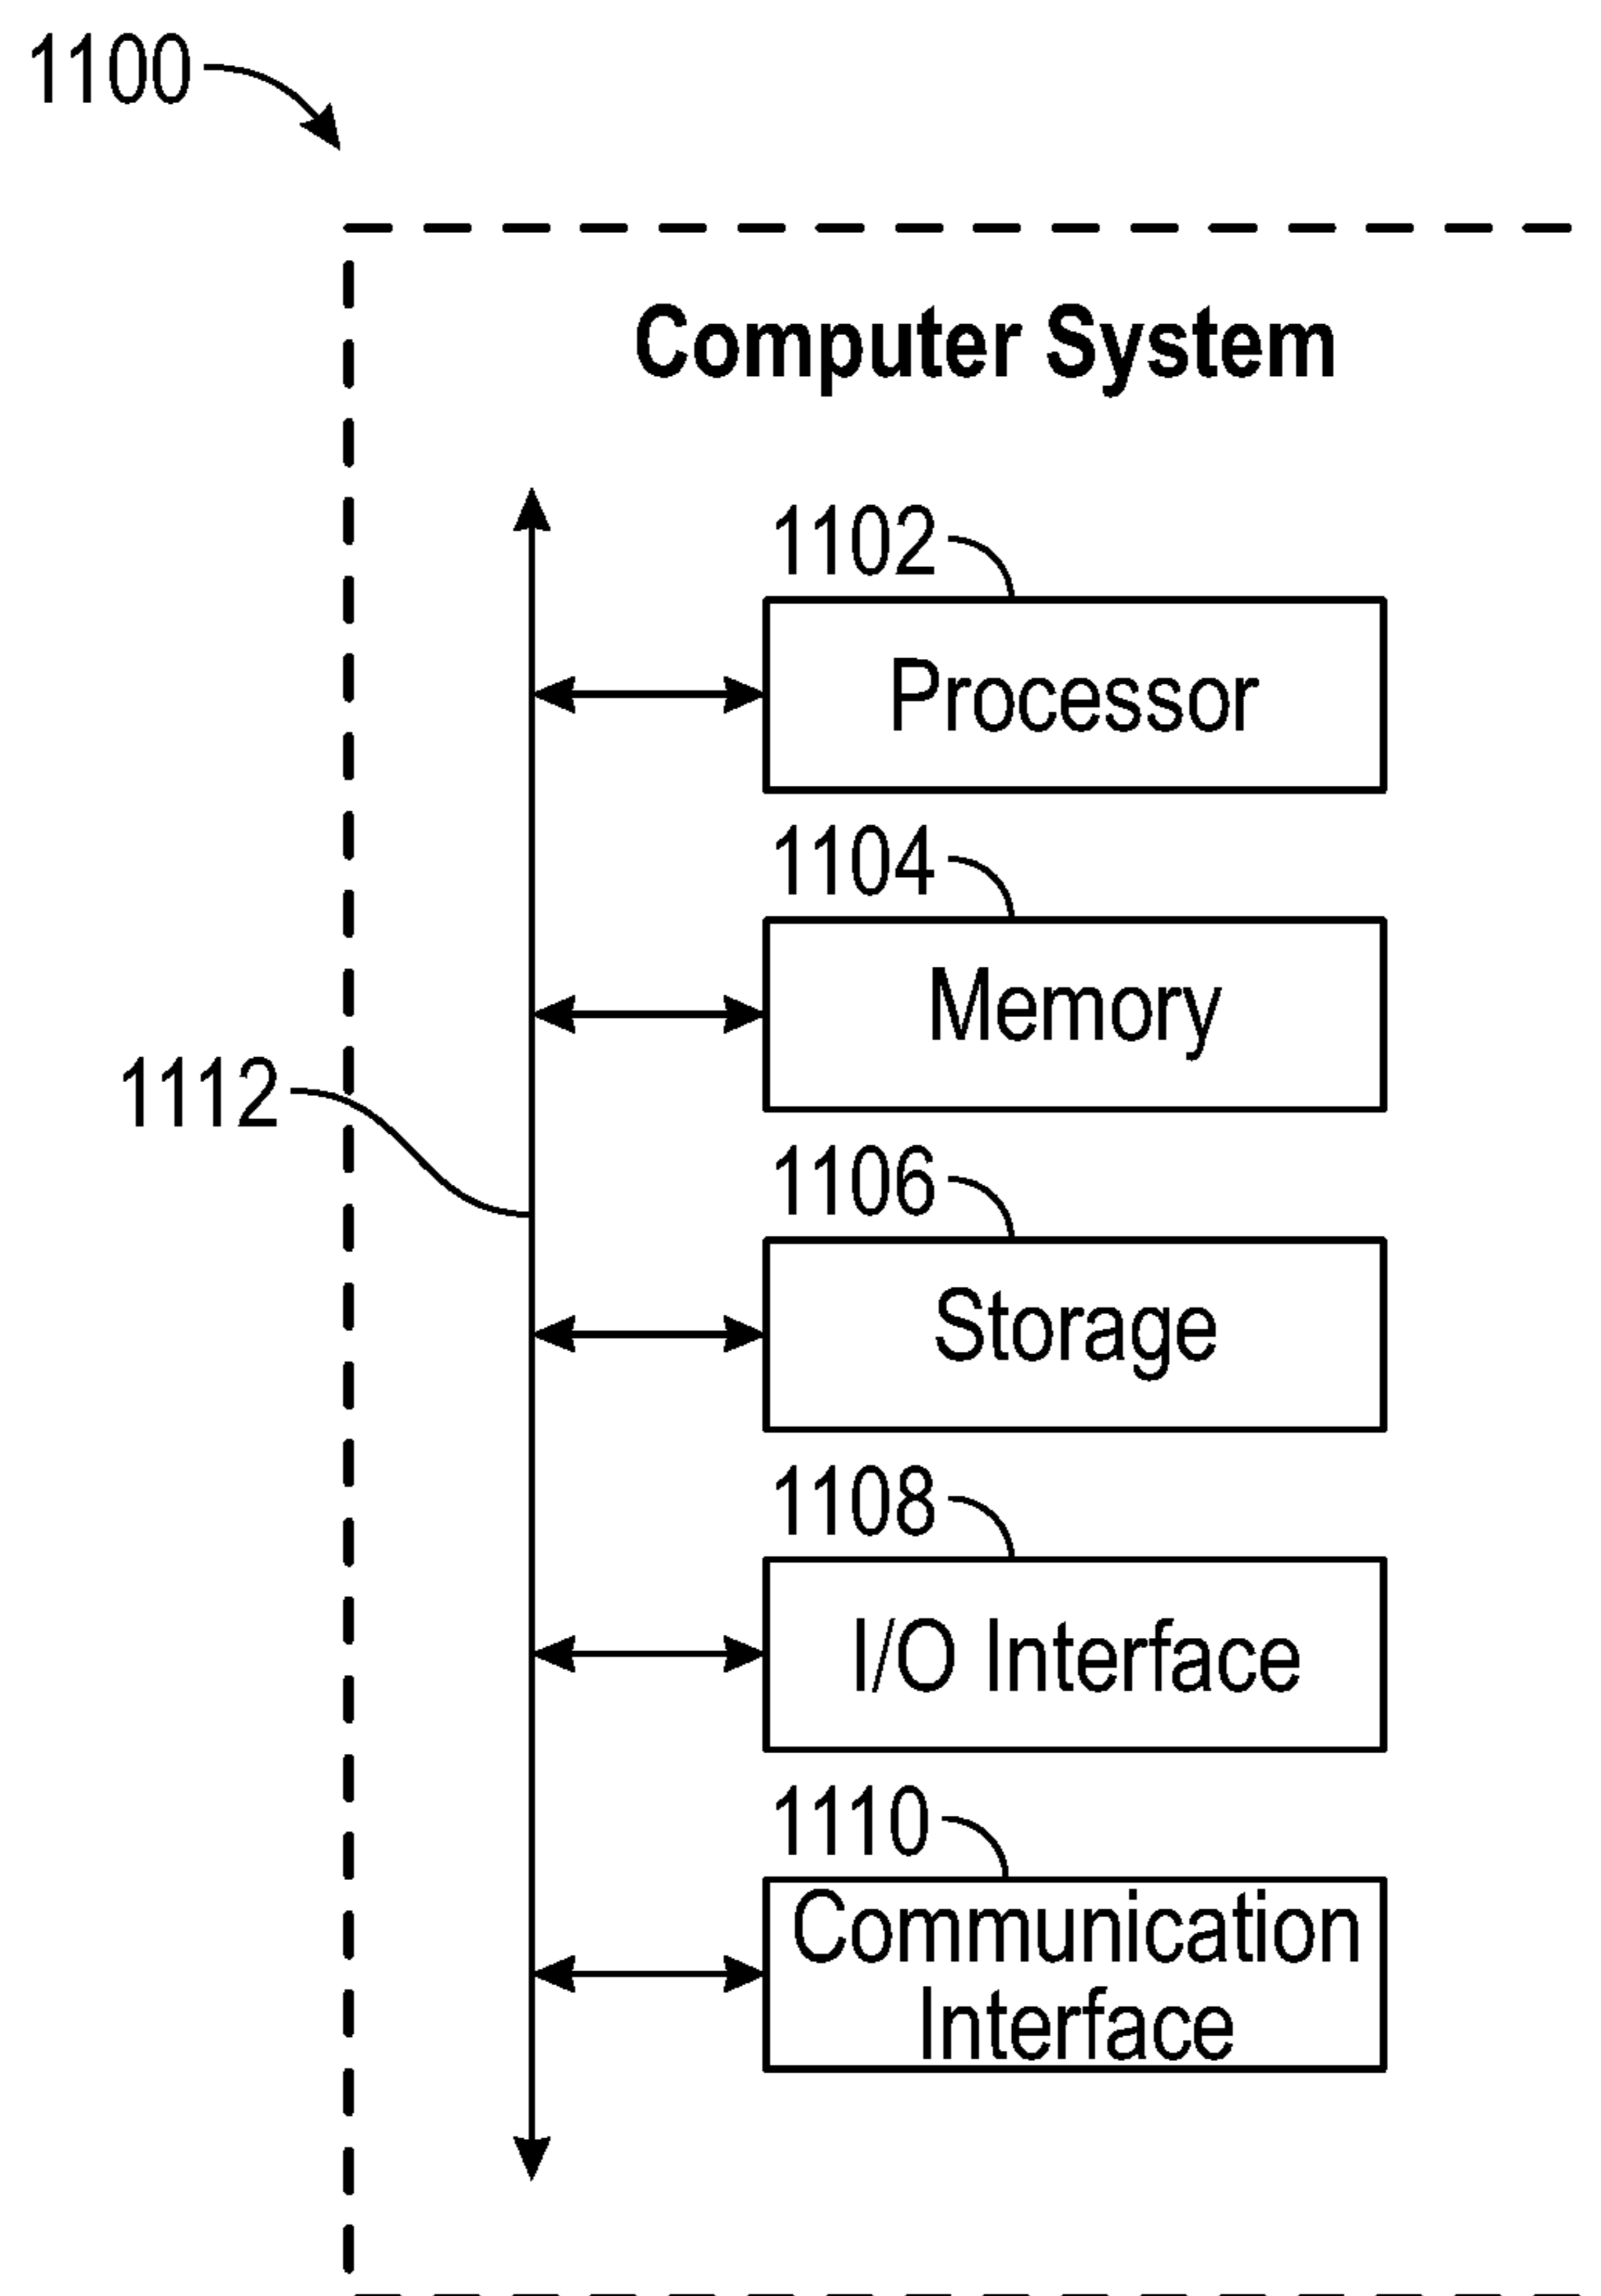 1100
Computer System
1102
Processor
1104
Memory
1112
1106
Storage
1108
I/O Interface
1110
Communication
Interface